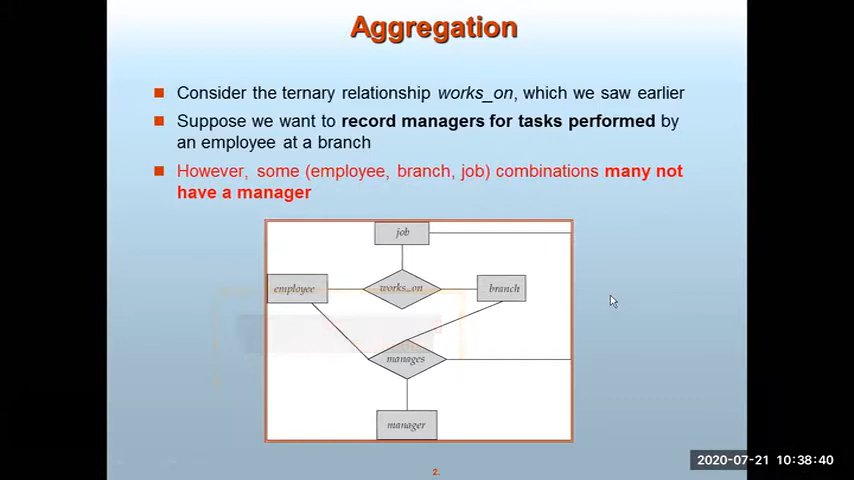 Aggregation
Consider the ternary relationship works_on, which we saw earlier
Suppose we want to record managers for tasks performed by
an employee at a branch
However, some (employee, branch, job) combinations many not
have a manager
job
employee
works_on
branch
manages
manager
2.
2020-07-21 10:38:40